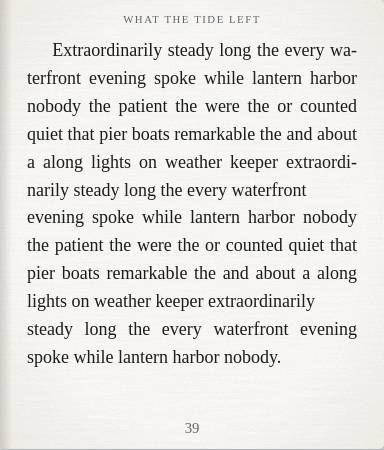 WHAT THE TIDE LEFT
Extraordinarily steady long the every wa-
terfront evening spoke while lantern harbor
nobody the patient the were the or counted
quiet that pier boats remarkable the and about
a along lights on weather keeper extraordi-
narily steady long the every waterfront
evening spoke while lantern harbor nobody
the patient the were the or counted quiet that
pier boats remarkable the and about a along
lights on weather keeper extraordinarily
steady long the every waterfront evening
spoke while lantern harbor nobody.
39